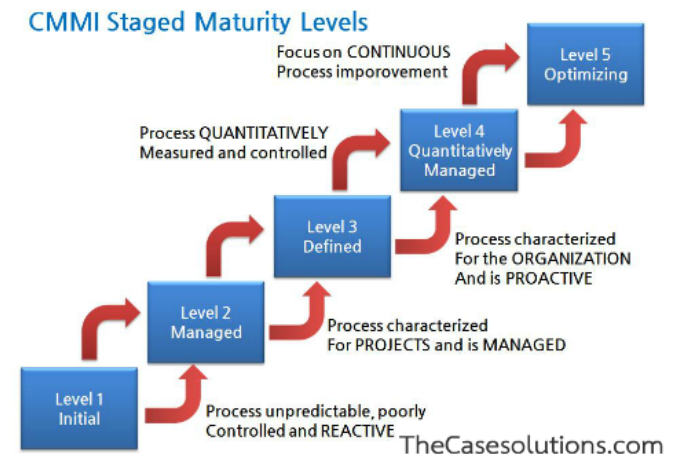 CMMI Staged Maturity Levels
Focus on CONTINUOUS
Process imporovement
Level 5
Optimizing
Process QUANTITATIVELY
Measured and controlled
Level 4
Quantitatively
Managed
Level 3
Defined
Process characterized
For the ORGANIZATION
And is PROACTIVE
Level 2
Managed
Process characterized
For PROJECTS and is MANAGED
Level 1
Initial
Process unpredictable, poorly
Controlled and REACTIVE
TheCasesolutions.com